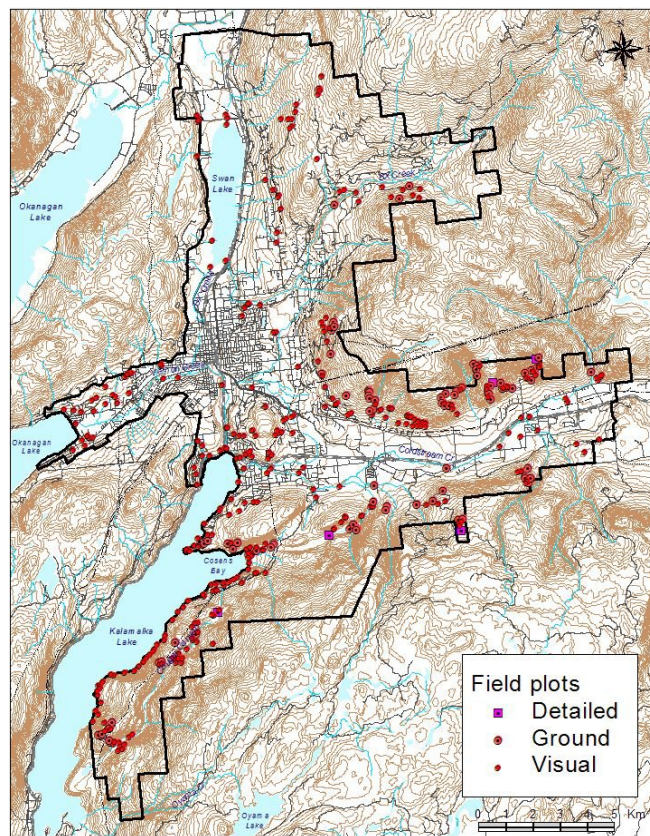 Swan
Lake
Okanagan
Lake
Okanagan
Lake
Coldstream Cr
Cosens
Bay
Kalamalka
Lake
Oyama
Lake
Field plots
Detailed
Ground
Visual
0 1 2 3 4 5 Km